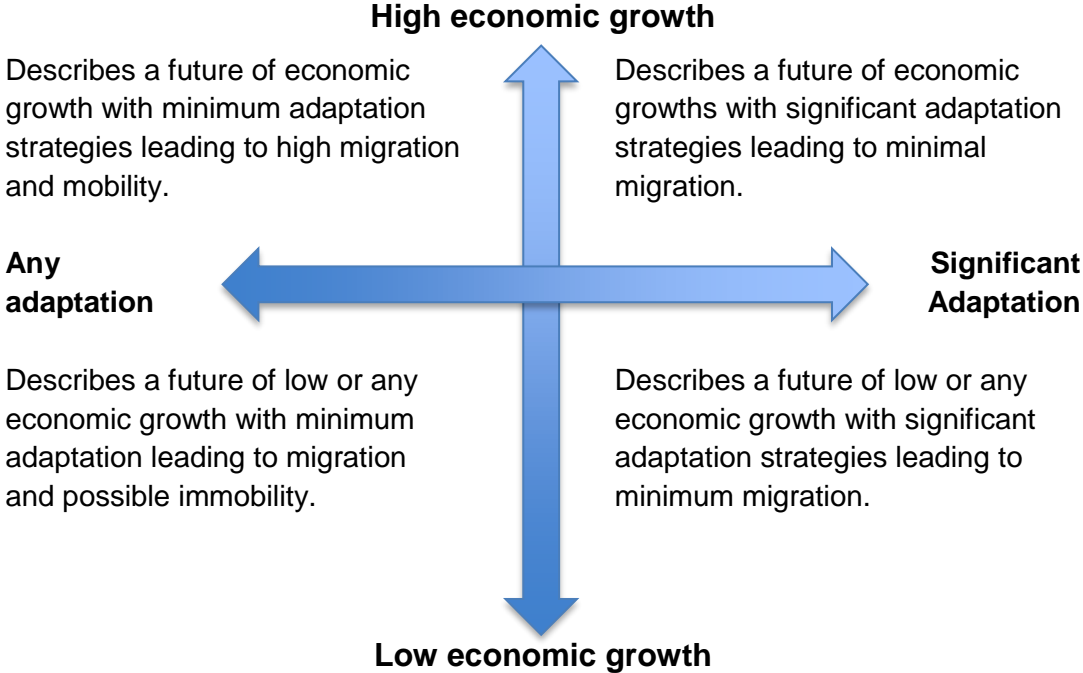 High economic growth
Describes a future of economic
growth with minimum adaptation
strategies leading to high migration
and mobility.
Describes a future of economic
growths with significant adaptation
strategies leading to minimal
migration.
Any
adaptation
Significant
Adaptation
Describes a future of low or any
economic growth with minimum
adaptation leading to migration
and possible immobility.
Describes a future of low or any
economic growth with significant
adaptation strategies leading to
minimum migration.
Low economic growth